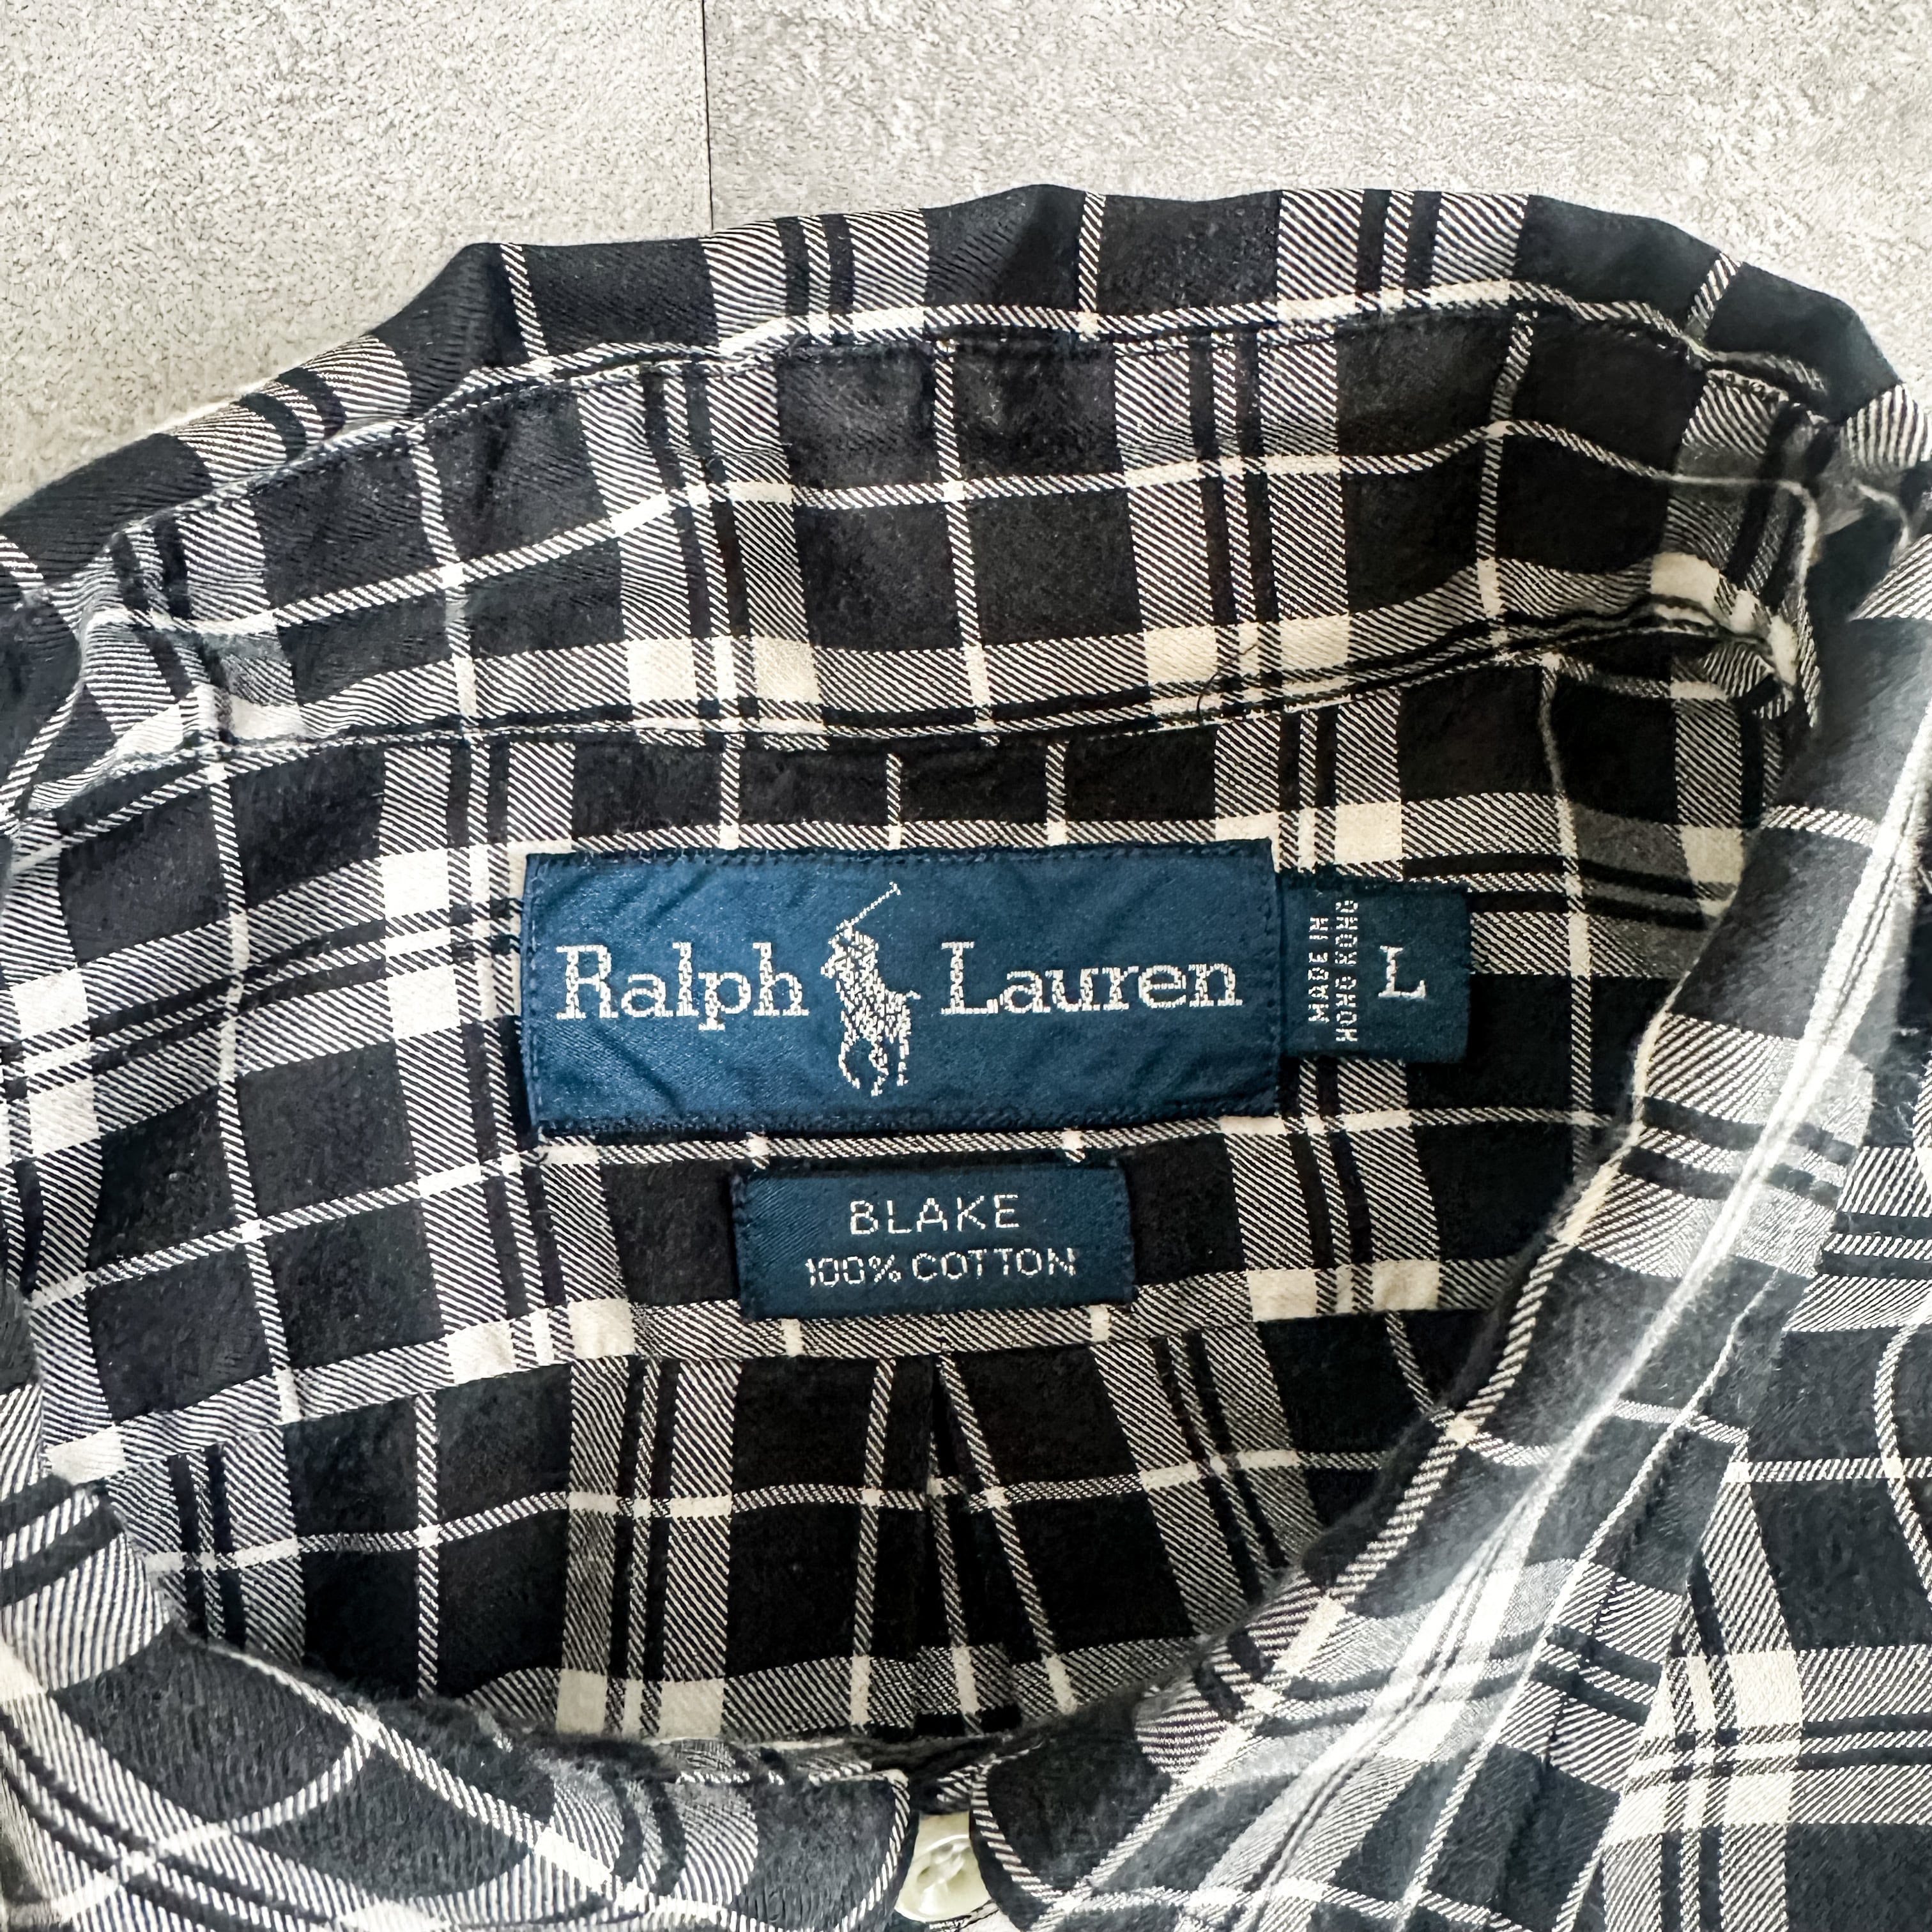 Ralph Lauren
MADE IN
HONG KONG
L
BLAKE
100% COTTON